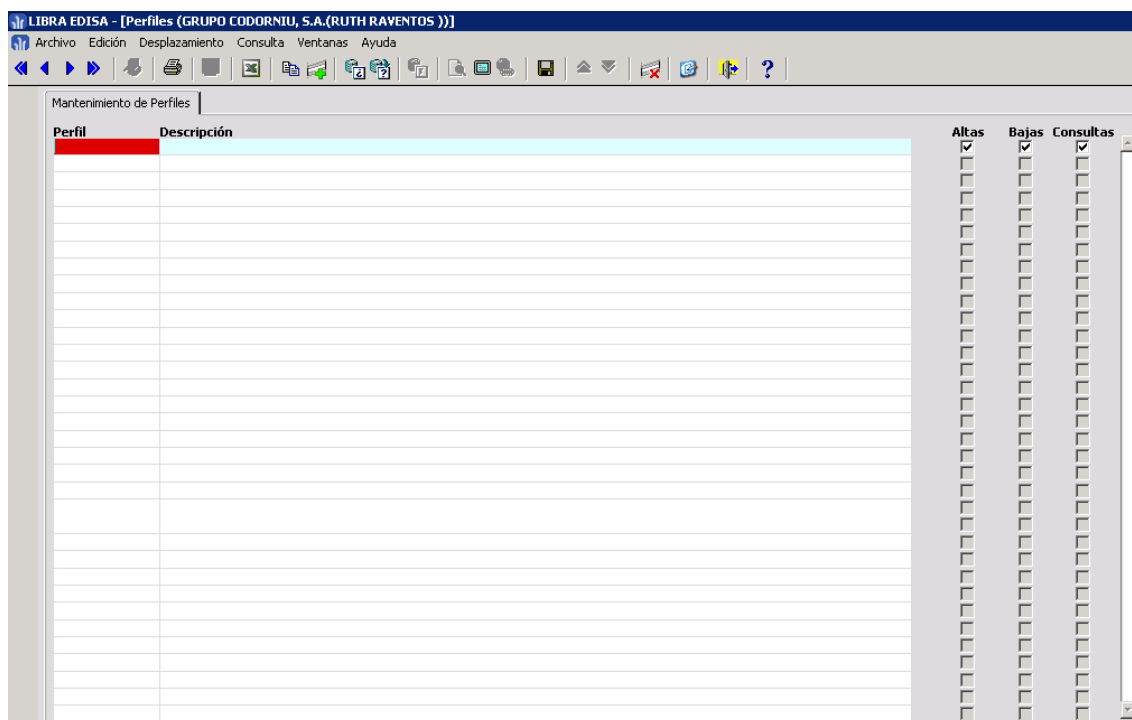 LIBRA EDISA - [Perfiles (GRUPO CODORNIU, S.A.(RUTH RAVENTOS ))]
Archivo Edición Desplazamiento Consulta Ventanas Ayuda
Mantenimiento de Perfiles
Perfil Descripción Altas Bajas Consultas